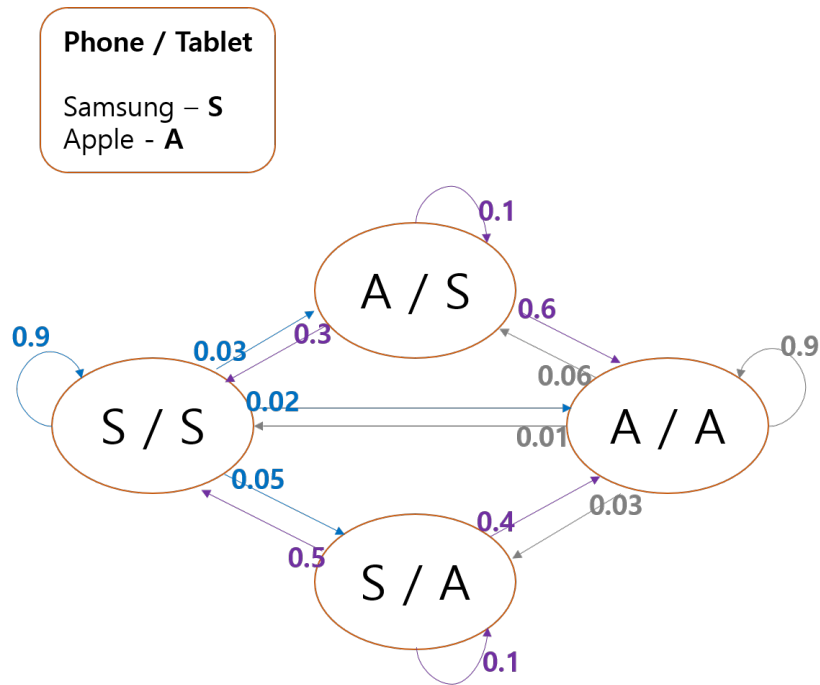 Phone / Tablet
Samsung – S
Apple - A
0.1
A / S
0.6
0.3
0.03
0.9
0.06
0.9
0.02
S / S
A / A
0.01
0.05
0.03
0.4
0.5
S / A
0.1